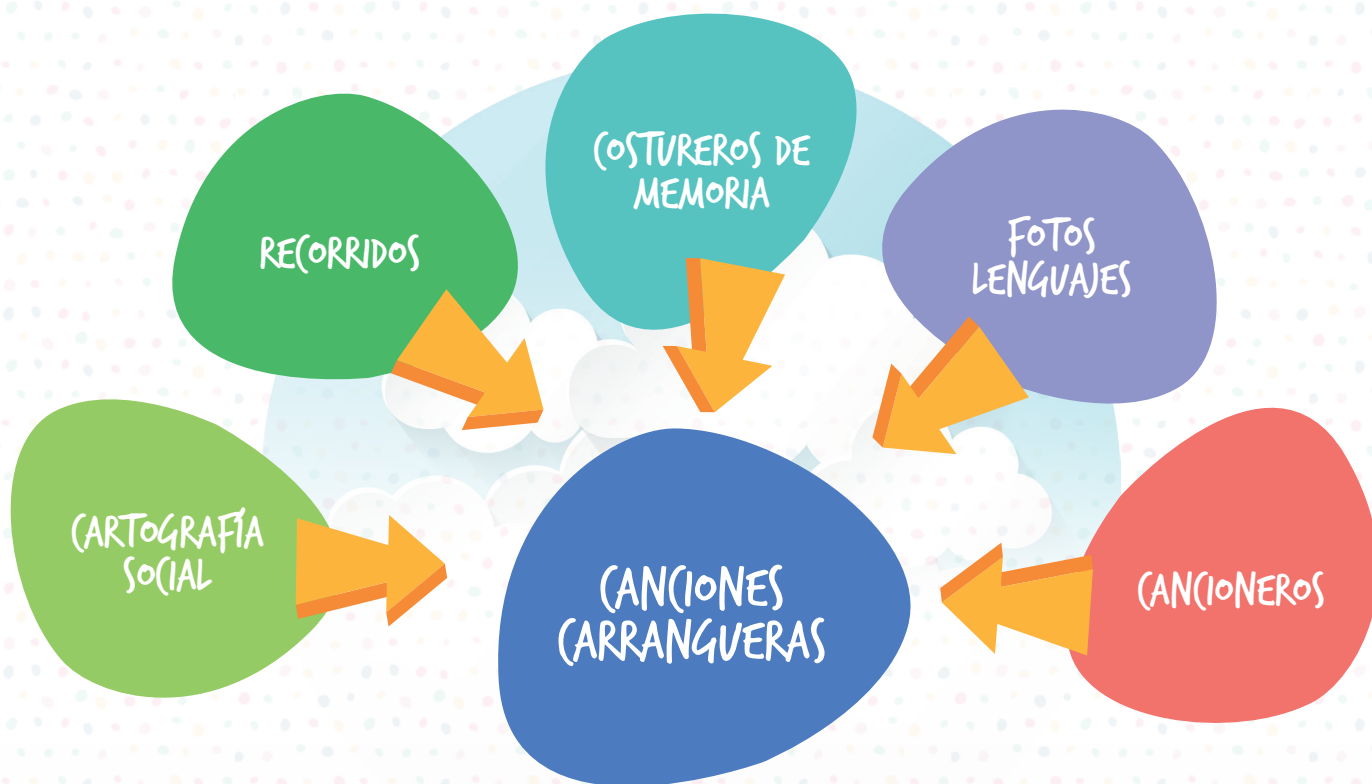 COSTUREROS DE
MEMORIA
RECORRIDOS
FOTOS
LENGUAJES
CARTOGRAFÍA
SOCIAL
CANCIONES
CARRANGUERAS
CANCIONEROS